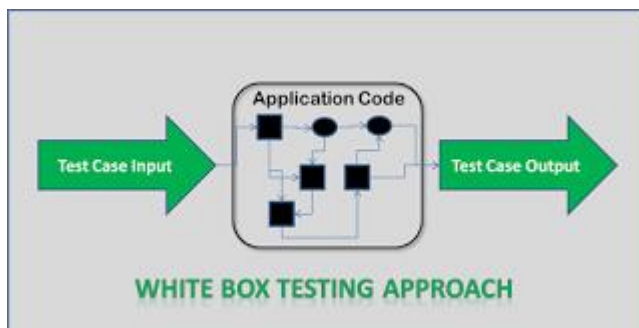 Application Code
Test Case Input
Test Case Output
WHITE BOX TESTING APPROACH